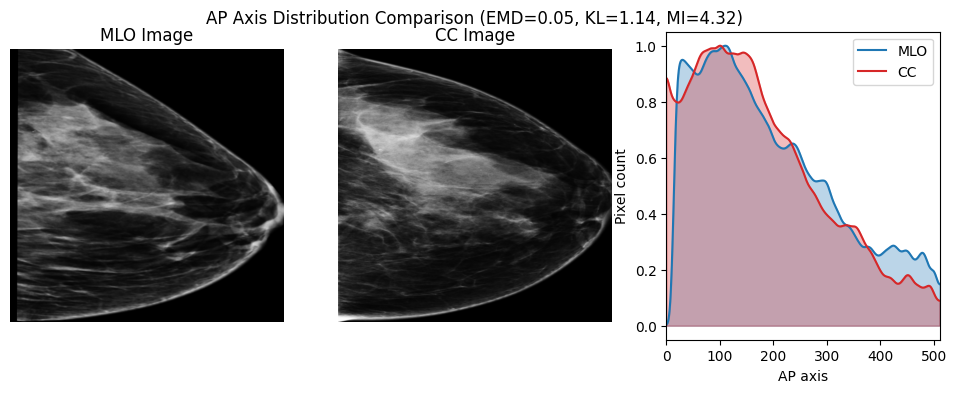 AP Axis Distribution Comparison (EMD=0.05, KL=1.14, MI=4.32)
MLO Image
CC Image
MLO
CC
Pixel count
1.0
0.8
0.6
0.4
0.2
0.0
0 100 200 300 400 500
AP axis